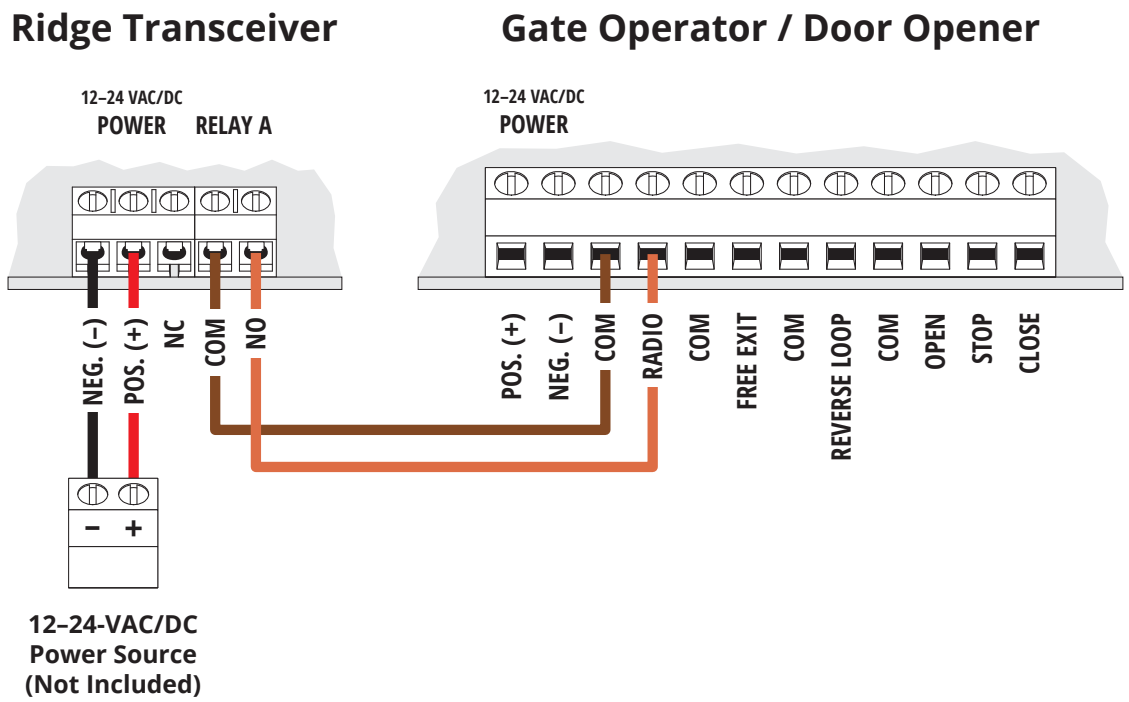 Ridge Transceiver
Gate Operator / Door Opener
12–24 VAC/DC
POWER
RELAY A
12–24 VAC/DC
POWER
NEG. (–)
POS. (+)
NC
COM
NO
POS. (+)
NEG. (–)
COM
RADIO
COM
FREE EXIT
COM
REVERSE LOOP
COM
OPEN
STOP
CLOSE
– +
12–24-VAC/DC
Power Source
(Not Included)